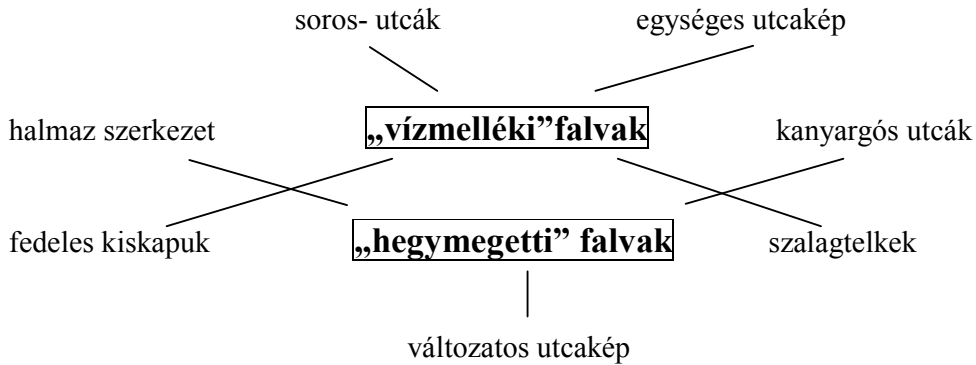 soros- utcák egységes utcakép
halmaz szerkezet „vízmelléki”falvak kanyargós utcák
fedeles kiskapuk „hegymegetti” falvak szalagtelkek
változatos utcakép